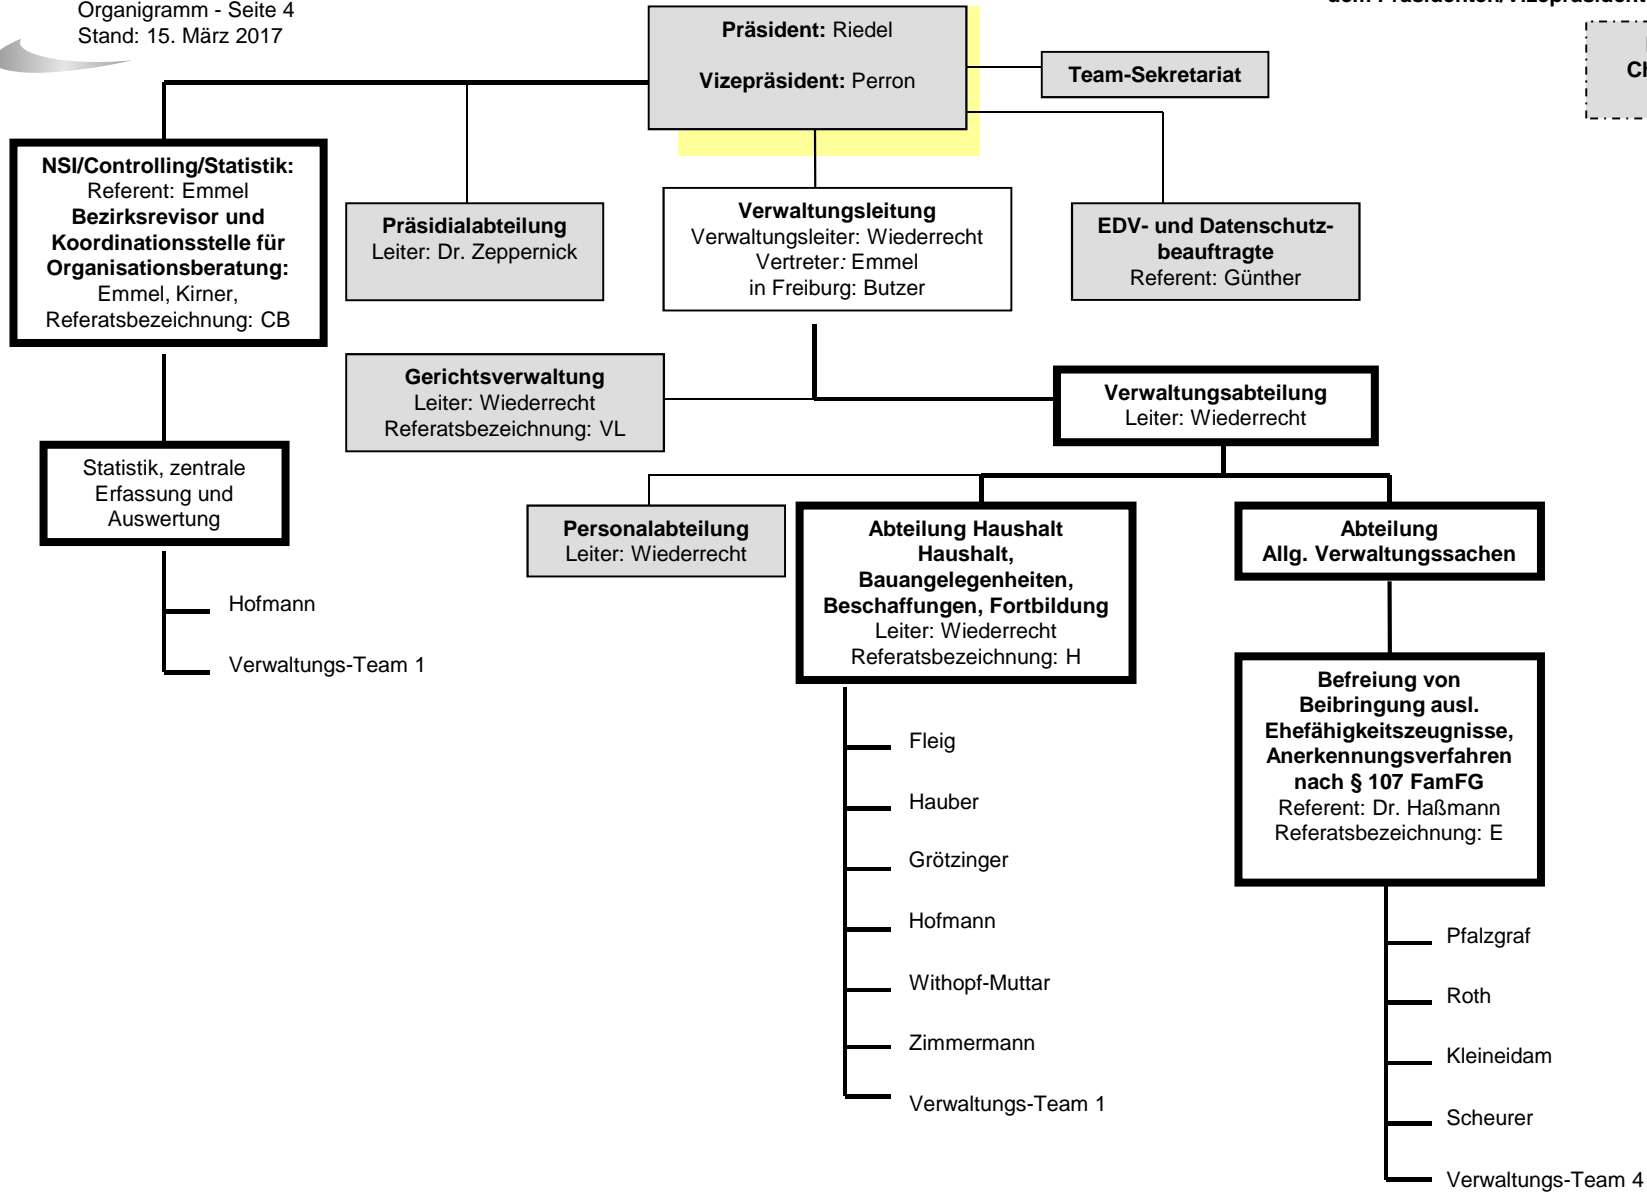 Organigramm - Seite 4
Stand: 15. März 2017
dem Präsidenten/Vizepräsident
Präsident: Riedel
Vizepräsident: Perron
Team-Sekretariat
NSI/Controlling/Statistik:
Referent: Emmel
Bezirksrevisor und
Koordinationsstelle für
Organisationsberatung:
Emmel, Kirner,
Referatsbezeichnung: CB
Präsidialabteilung
Leiter: Dr. Zeppernick
Verwaltungsleitung
Verwaltungsleiter: Wiederrecht
Vertreter: Emmel
in Freiburg: Butzer
EDV- und Datenschutz-
beauftragte
Referent: Günther
Gerichtsverwaltung
Leiter: Wiederrecht
Referatsbezeichnung: VL
Verwaltungsabteilung
Leiter: Wiederrecht
Statistik, zentrale
Erfassung und
Auswertung
Hofmann
Verwaltungs-Team 1
Personalabteilung
Leiter: Wiederrecht
Abteilung Haushalt
Haushalt,
Bauangelegenheiten,
Beschaffungen, Fortbildung
Leiter: Wiederrecht
Referatsbezeichnung: H
Fleig
Hauber
Grötzinger
Hofmann
Withopf-Muttar
Zimmermann
Verwaltungs-Team 1
Abteilung
Allg. Verwaltungssachen
Befreiung von
Beibringung ausl.
Ehefähigkeitszeugnisse,
Anerkennungsverfahren
nach § 107 FamFG
Referent: Dr. Haßmann
Referatsbezeichnung: E
Pfalzgraf
Roth
Kleineidam
Scheurer
Verwaltungs-Team 4